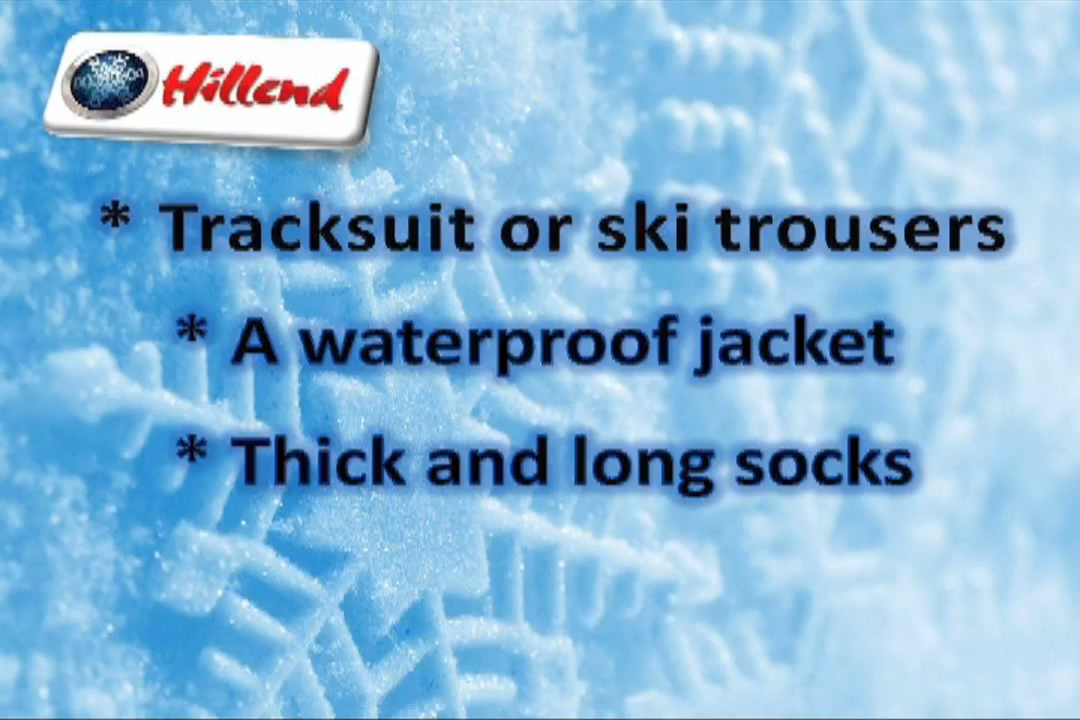 Hillend
* Tracksuit or ski trousers
* A waterproof jacket
* Thick and long socks